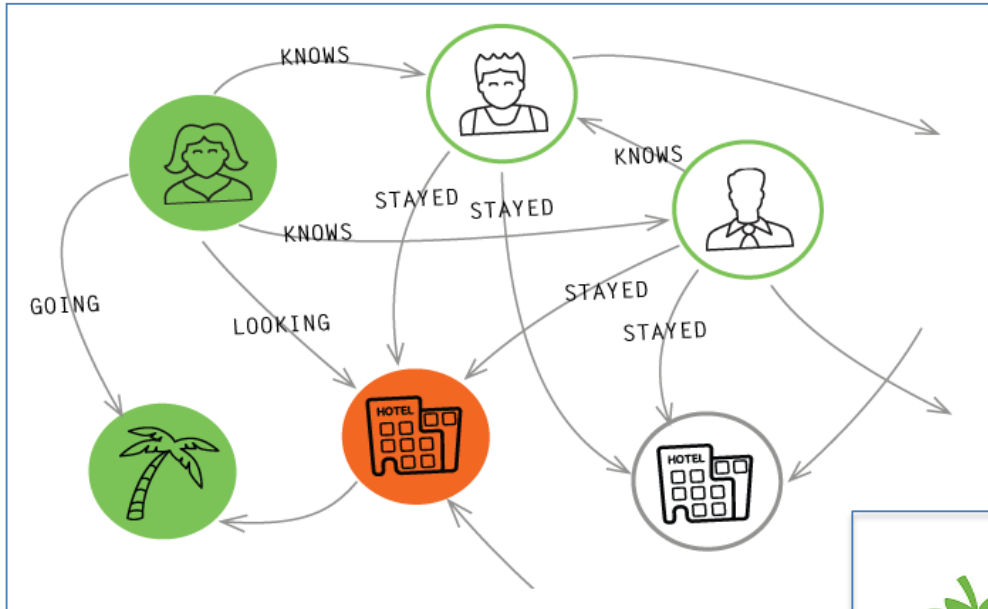 KNOWS
KNOWS
STAYED
STAYED
KNOWS
GOING
LOOKING
STAYED
STAYED
HOTEL
HOTEL